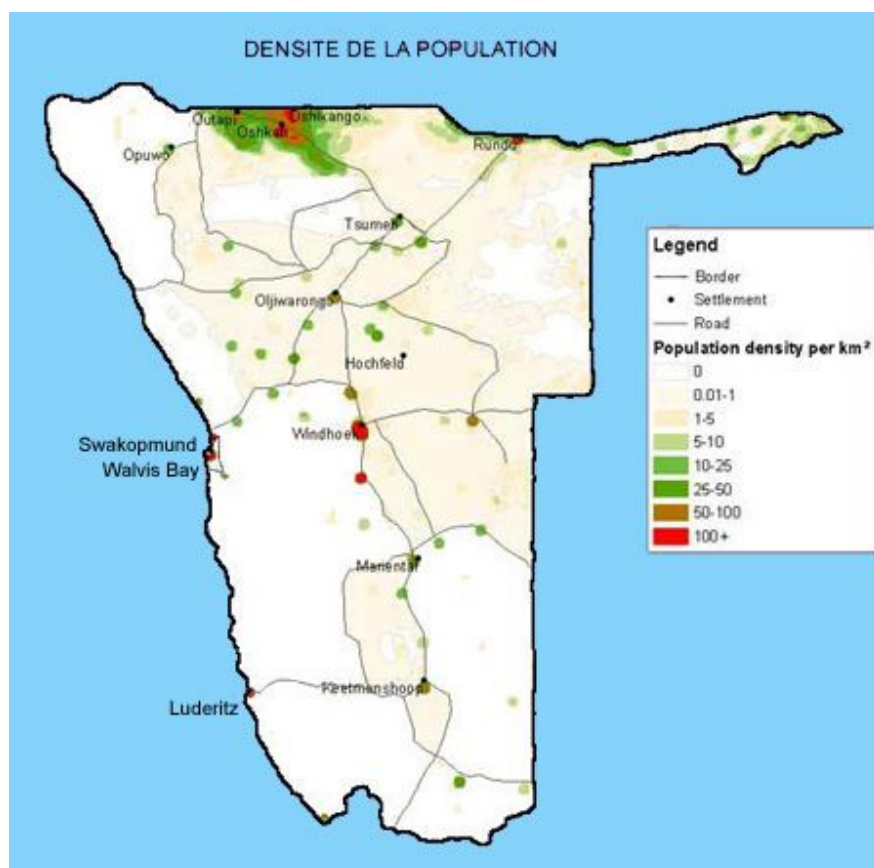 DENSITE DE LA POPULATION
Outapi
Oshikango
Opuwo
Rundu
Tsumeb
Legend
Border
Settlement
Road
Population density per km²
0
0.01-1
1-5
5-10
10-25
25-50
50-100
100+
Otjiwarongo
Hochfeld
Windhoek
Swakopmund
Walvis Bay
Mariental
Keetmanshoop
Luderitz